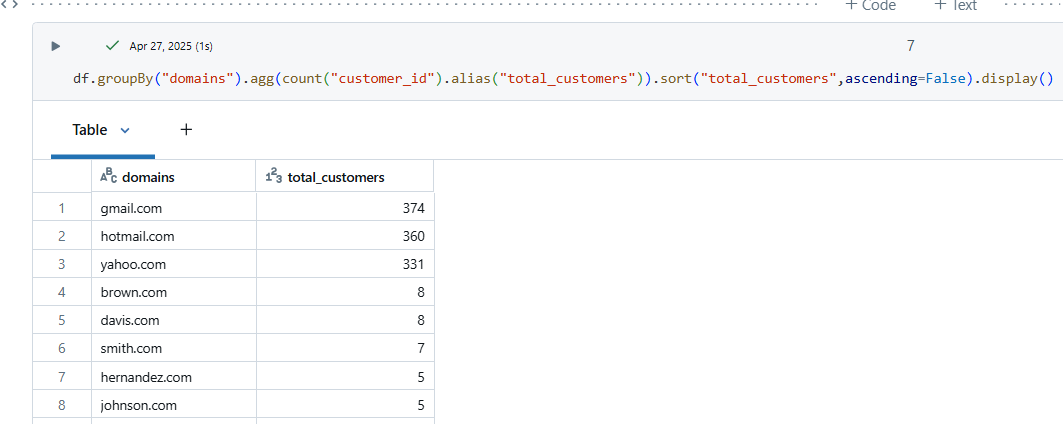 + Code + Text
Apr 27, 2025 (1s)
7
df.groupBy("domains").agg(count("customer_id").alias("total_customers")).sort("total_customers",ascending=False).display()
Table
+
ABC domains 123 total_customers
1 gmail.com 374
2 hotmail.com 360
3 yahoo.com 331
4 brown.com 8
5 davis.com 8
6 smith.com 7
7 hernandez.com 5
8 johnson.com 5